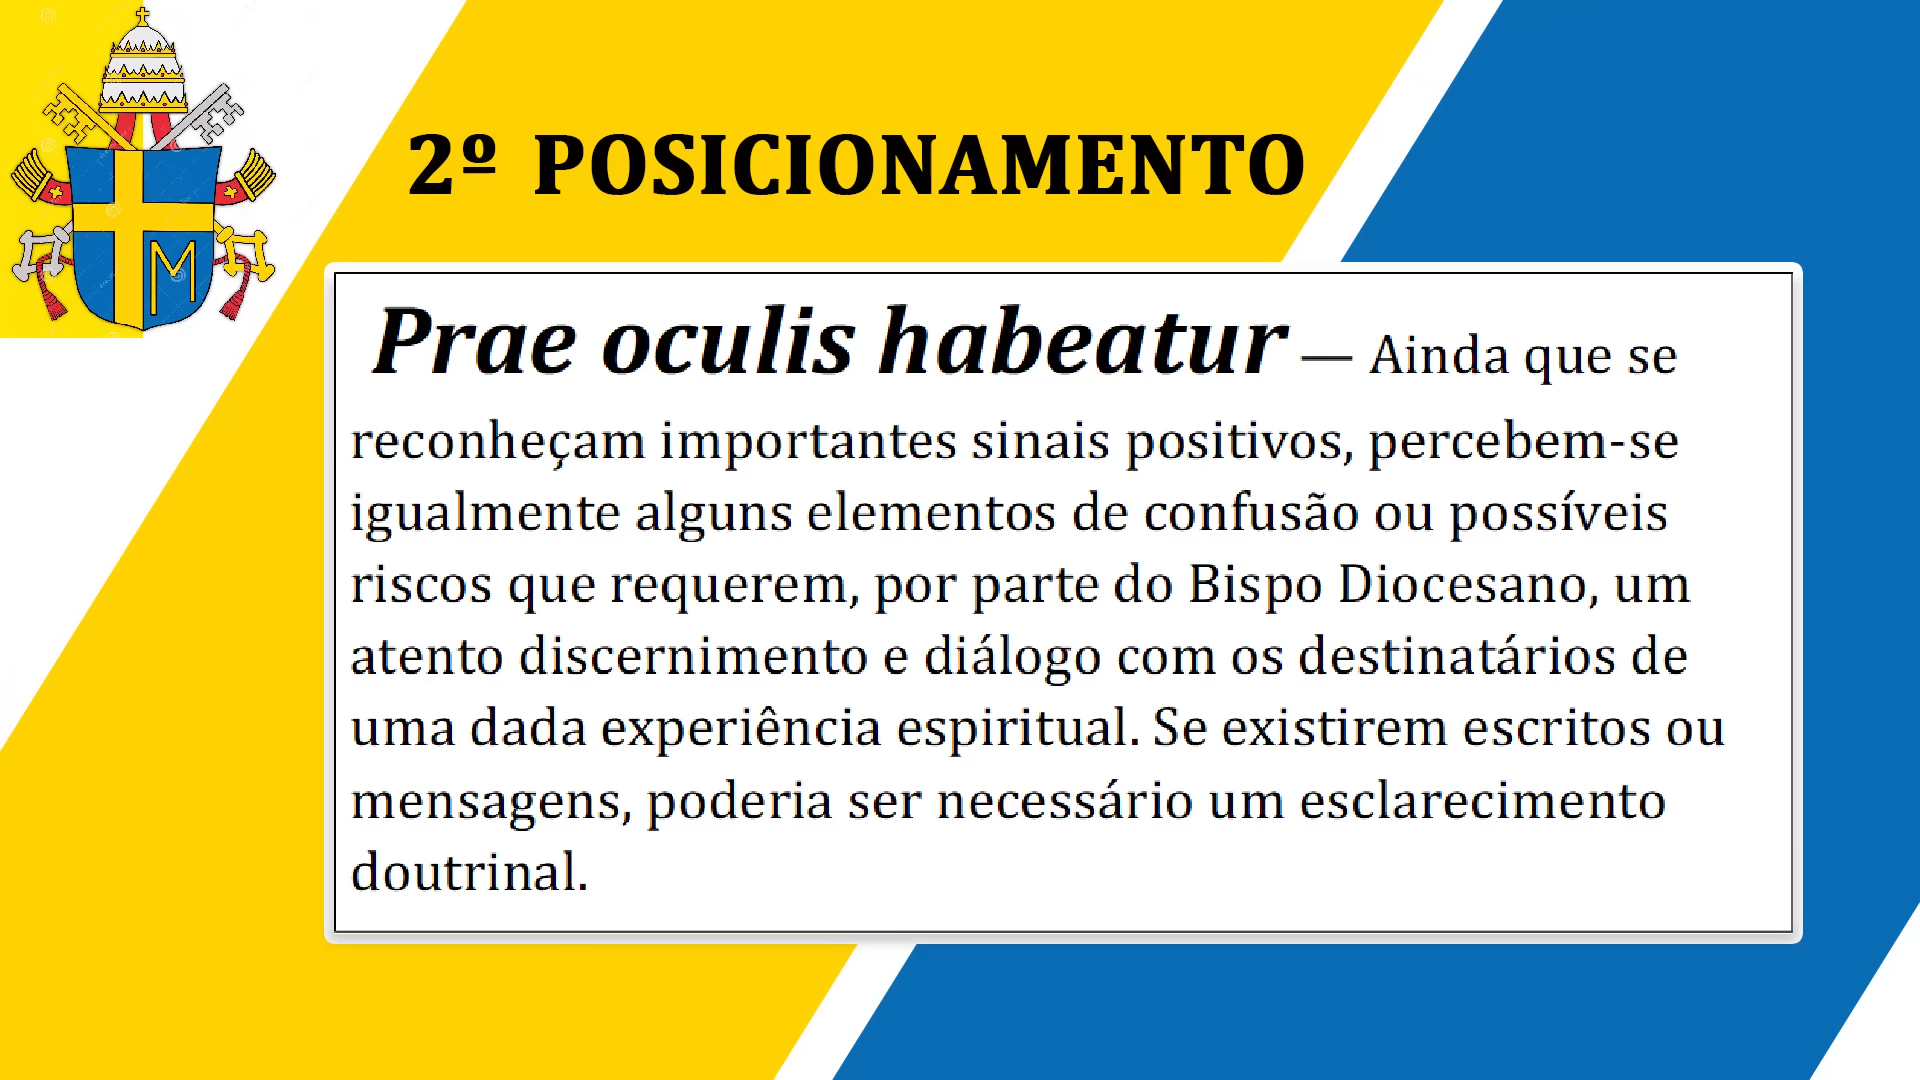 2º POSICIONAMENTO
Prae oculis habeatur — Ainda que se
reconheçam importantes sinais positivos, percebem-se
igualmente alguns elementos de confusão ou possíveis
riscos que requerem, por parte do Bispo Diocesano, um
atento discernimento e diálogo com os destinatários de
uma dada experiência espiritual. Se existirem escritos ou
mensagens, poderia ser necessário um esclarecimento
doutrinal.
M